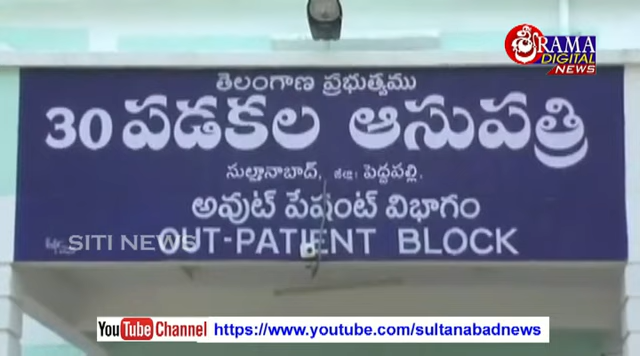 శ్రీRAMA
DIGITAL
NEWS
తెలంగాణ ప్రభుత్వము
30 పడకల ఆసుపత్రి
సుల్తానాబాద్, జిల్లా పెద్దపల్లి.
అవుట్ పేషంట్ విభాగం
SITI NEWS
OUT-PATIENT BLOCK
YouTube Channel https://www.youtube.com/sultanabadnews